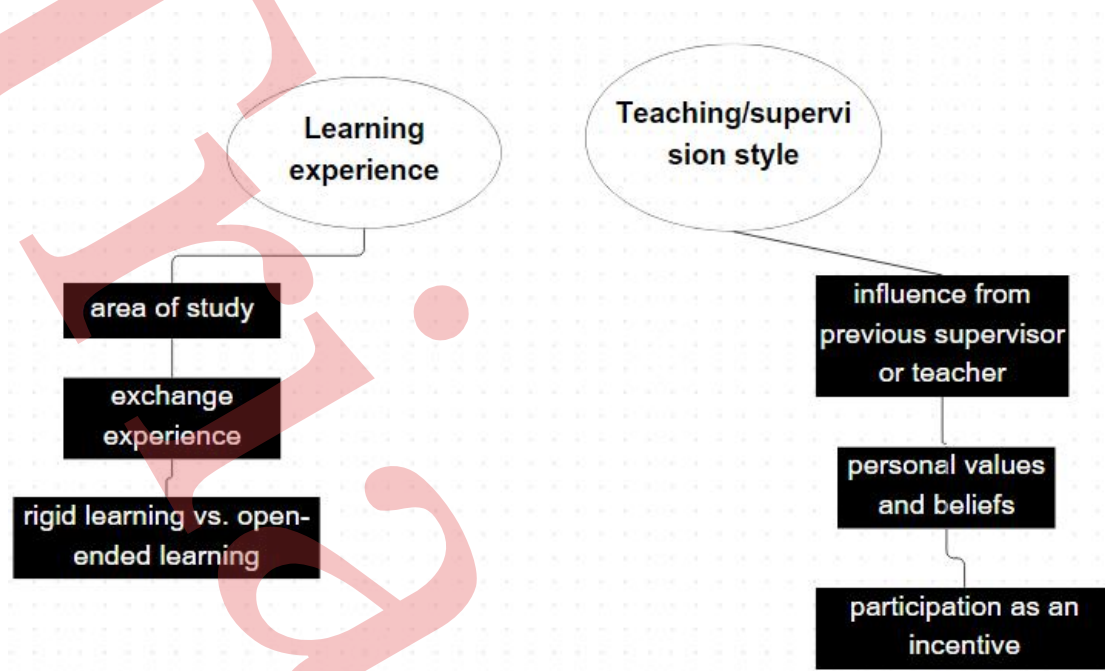 Learning
experience
area of study
exchange
experience
rigid learning vs. open-
ended learning
Teaching/supervi
sion style
influence from
previous supervisor
or teacher
personal values
and beliefs
participation as an
incentive